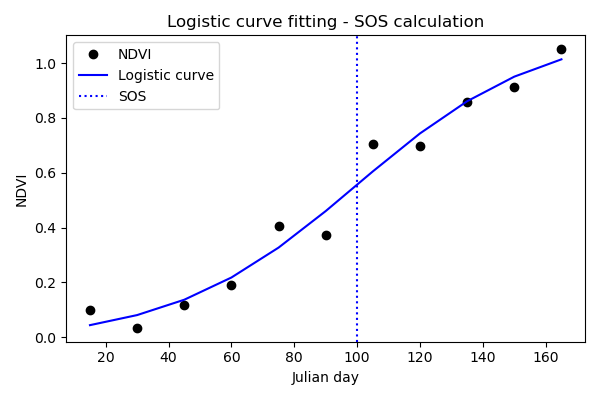 Logistic curve fitting - SOS calculation
NDVI
Logistic curve
SOS
1.0
0.8
0.6
0.4
0.2
0.0
NDVI
20 40 60 80 100 120 140 160
Julian day